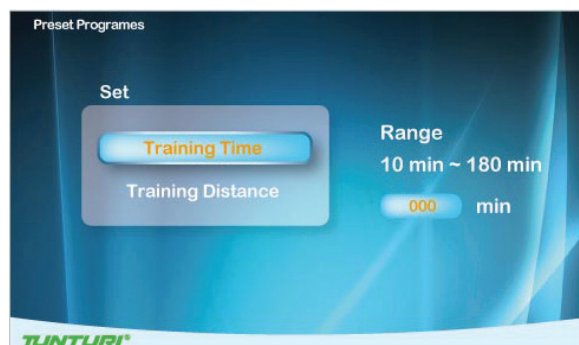 Preset Programes
Set
Training Time
Training Distance
Range
10 min ~ 180 min
000 min
TUNTURI®